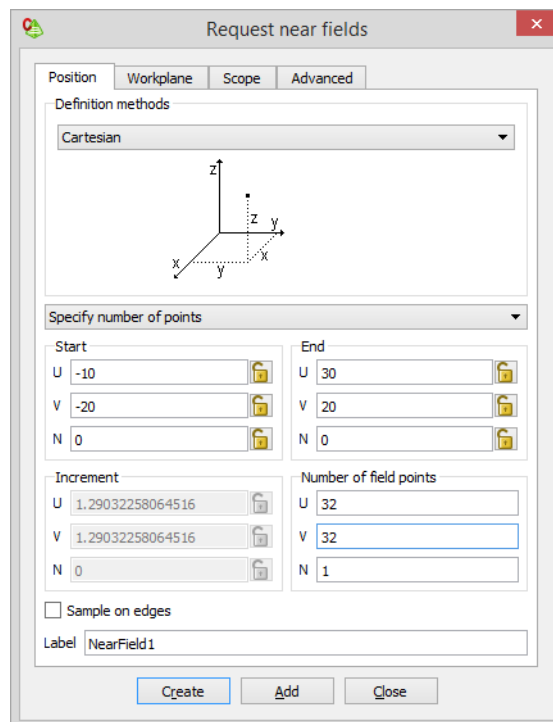 Request near fields
Position Workplane Scope Advanced
Definition methods
Cartesian
z
z
y
x
x
y
Specify number of points
Start
U -10
V -20
N 0
End
U 30
V 20
N 0
Increment
U 1.29032258064516
V 1.29032258064516
N 0
Number of field points
U 32
V 32
N 1
Sample on edges
Label NearField1
Create Add Close